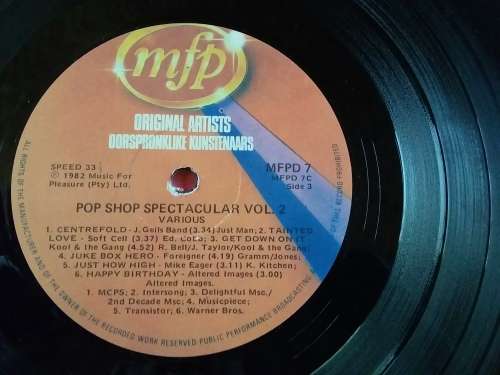 mfp
ORIGINAL ARTISTS
OORSPRONKLIKE KUNSTENAARS
SPEED 33
℗ 1982 Music For
Pleasure (Pty) Ltd.
MFPD 7
MFPD 7C
Side 3
POP SHOP SPECTACULAR VOL. 2
VARIOUS
1. CENTREFOLD - J. Geils Band (3.34) Just Man; 2. TAINTED
LOVE - Soft Cell (3.37) Ed. CoLa; 3. GET DOWN ON IT -
Kool & the Gang (4.52) R. Bell/J. Taylor/Kool & the Gang!
4. JUKE BOX HERO - Foreigner (4.19) Gramm/Jones;
5. JUST HOW HIGH - Mike Eager (3.11) K. Kitchen;
6. HAPPY BIRTHDAY - Altered Images (3.00)
Altered Images!
1. MCPS; 2. Intersong; 3. Delightful Msc./
2nd Decade Msc; 4. Musicpiece;
5. Transistor; 6. Warner Bros.
ALL RIGHTS OF THE MANUFACTURER AND OF THE OWNER OF THE RECORDED WORK RESERVED PUBLIC PERFORMANCE BROADCASTING OF THIS RECORD PROHIBITED